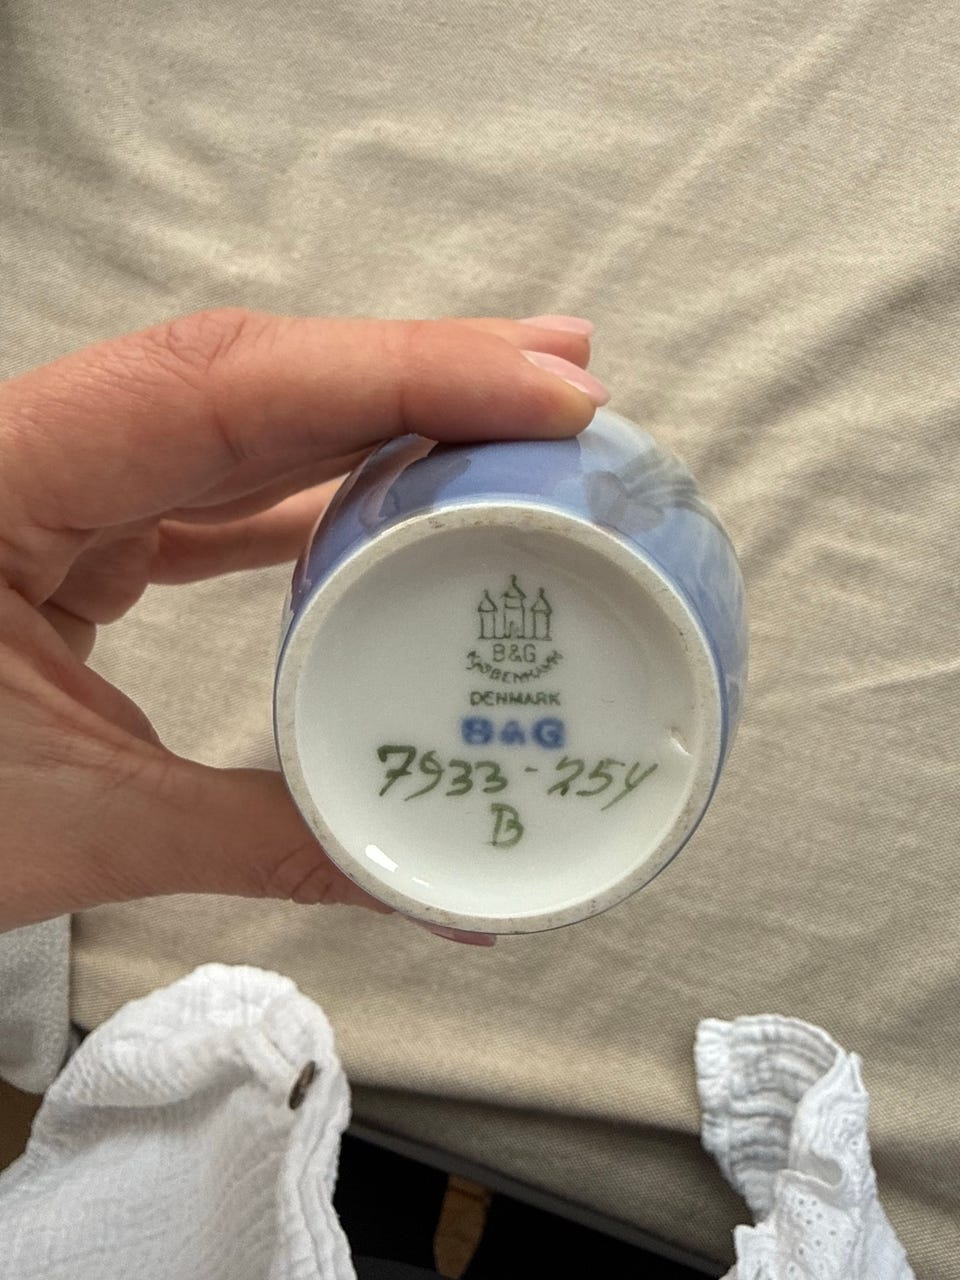 B&G
KJØBENHAVN
DENMARK
B&G
7933-254
B